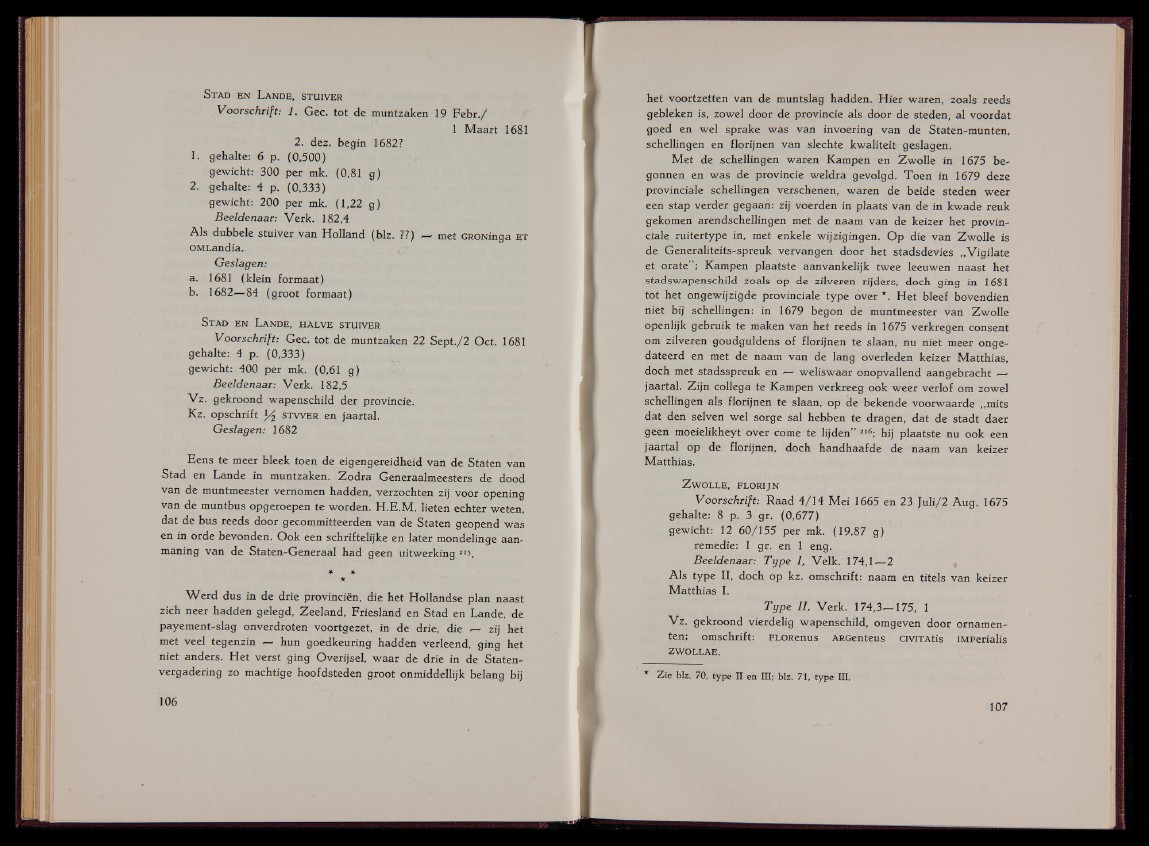 STAD EN LANDE, STUIVER
Voorschrift: 1. Gec. tot de muntzaken 19 Febr./
1 Maart 1681
2. dez. begin 1682?
1. gehalte: 6 p. (0,500)
gewicht: 300 per mk. (0,81 g)
2. gehalte: 4 p. (0,333)
gewicht: 200 per mk. (1,22 g)
Beeldenaar: Verk. 182,4
Als dubbele stuiver van Holland (blz. ??) — met GRONinga ET
OMLandia.
Geslagen:
a. 1681 (klein formaat)
b. 1682—84 (groot formaat)
STAD EN LANDE, HALVE STUIVER
Voorschrift: Gec. tot de muntzaken 22 Sept./2 Oct. 1681
gehalte: 4 p. (0,333)
gewicht: 400 per mk. (0,61 g)
Beeldenaar: Verk. 182,5
Vz. gekroond wapenschild der provincie.
Kz. opschrift ½ STVVER en jaartal.
Geslagen: 1682
Eens te meer bleek toen de eigengereidheid van de Staten van
Stad en Lande in muntzaken. Zodra Generaalmeesters de dood
van de muntmeester vernomen hadden, verzochten zij voor opening
van de muntbus opgeroepen te worden. H.E.M. lieten echter weten,
dat de bus reeds door gecommitteerden van de Staten geopend was
en in orde bevonden. Ook een schriftelijke en later mondelinge aan-
maning van de Staten-Generaal had geen uitwerking ²¹⁵.
* * *
Werd dus in de drie provinciën, die het Hollandse plan naast
zich neer hadden gelegd, Zeeland, Friesland en Stad en Lande, de
payement-slag onverdroten voortgezet, in de drie, die — zij het
met veel tegenzin — hun goedkeuring hadden verleend, ging het
niet anders. Het verst ging Overijsel, waar de drie in de Staten-
vergadering zo machtige hoofdsteden groot onmiddellijk belang bij
106
het voortzetten van de muntslag hadden. Hier waren, zoals reeds
gebleken is, zowel door de provincie als door de steden, al voordat
goed en wel sprake was van invoering van de Staten-munten,
schellingen en florijnen van slechte kwaliteit geslagen.
Met de schellingen waren Kampen en Zwolle in 1675 be-
gonnen en was de provincie weldra gevolgd. Toen in 1679 deze
provinciale schellingen verschenen, waren de beide steden weer
een stap verder gegaan: zij voerden in plaats van de in kwade reuk
gekomen arendschellingen met de naam van de keizer het provin-
ciale ruitertype in, met enkele wijzigingen. Op die van Zwolle is
de Generaliteits-spreuk vervangen door het stadsdevies „Vigilate
et orate"; Kampen plaatste aanvankelijk twee leeuwen naast het
stadswapenschild zoals op de zilveren rijders, doch ging in 1681
tot het ongewijzigde provinciale type over *. Het bleef bovendien
niet bij schellingen: in 1679 begon de muntmeester van Zwolle
openlijk gebruik te maken van het reeds in 1675 verkregen consent
om zilveren goudguldens of florijnen te slaan, nu niet meer onge-
dateerd en met de naam van de lang overleden keizer Matthias,
doch met stadsspreuk en — weliswaar onopvallend aangebracht —
jaartal. Zijn collega te Kampen verkreeg ook weer verlof om zowel
schellingen als florijnen te slaan, op de bekende voorwaarde „mits
dat den selven wel sorge sal hebben te dragen, dat de stadt daer
geen moeielikheyt over come te lijden" ²¹⁶; hij plaatste nu ook een
jaartal op de florijnen, doch handhaafde de naam van keizer
Matthias.
ZWOLLE, FLORIJN
Voorschrift: Raad 4/14 Mei 1665 en 23 Juli/2 Aug. 1675
gehalte: 8 p. 3 gr. (0,677)
gewicht: 12 60/155 per mk. (19,87 g)
remedie: 1 gr. en 1 eng.
Beeldenaar: Type I, Velk. 174,1—2
Als type II, doch op kz. omschrift: naam en titels van keizer
Matthias I.
Type II, Verk. 174,3—175, 1
Vz. gekroond vierdelig wapenschild, omgeven door ornamen-
ten; omschrift: FLORenus ARGenteus CIVITAtis IMPerialis
ZWOLLAE.
* Zie blz. 70, type II en III; blz. 71, type III.
107